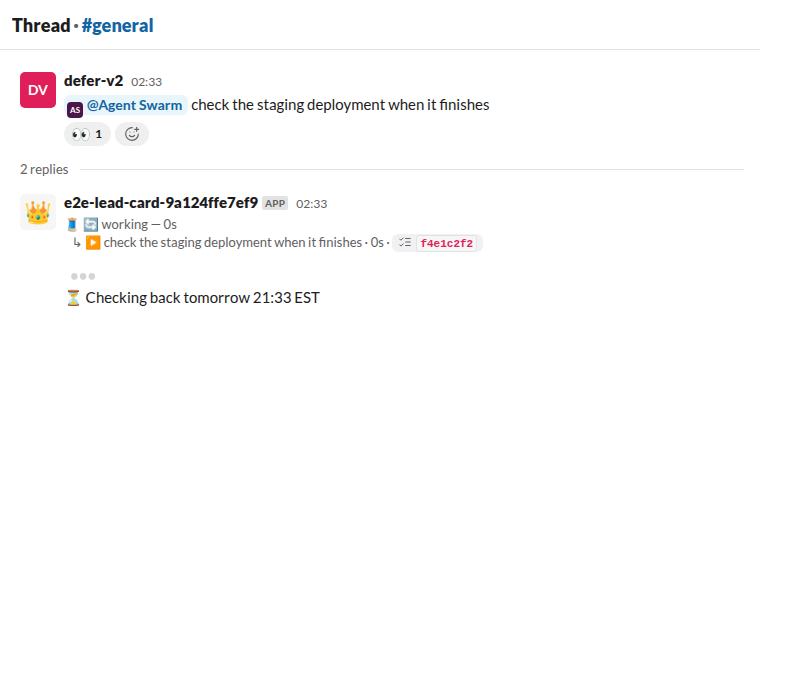 Thread · #general
DV
defer-v2 02:33
AS @Agent Swarm check the staging deployment when it finishes
👀 1
2 replies
e2e-lead-card-9a124ffe7ef9 APP 02:33
🧵 🔄 working — 0s
↳ ▶️ check the staging deployment when it finishes · 0s · f4e1c2f2
⏳ Checking back tomorrow 21:33 EST